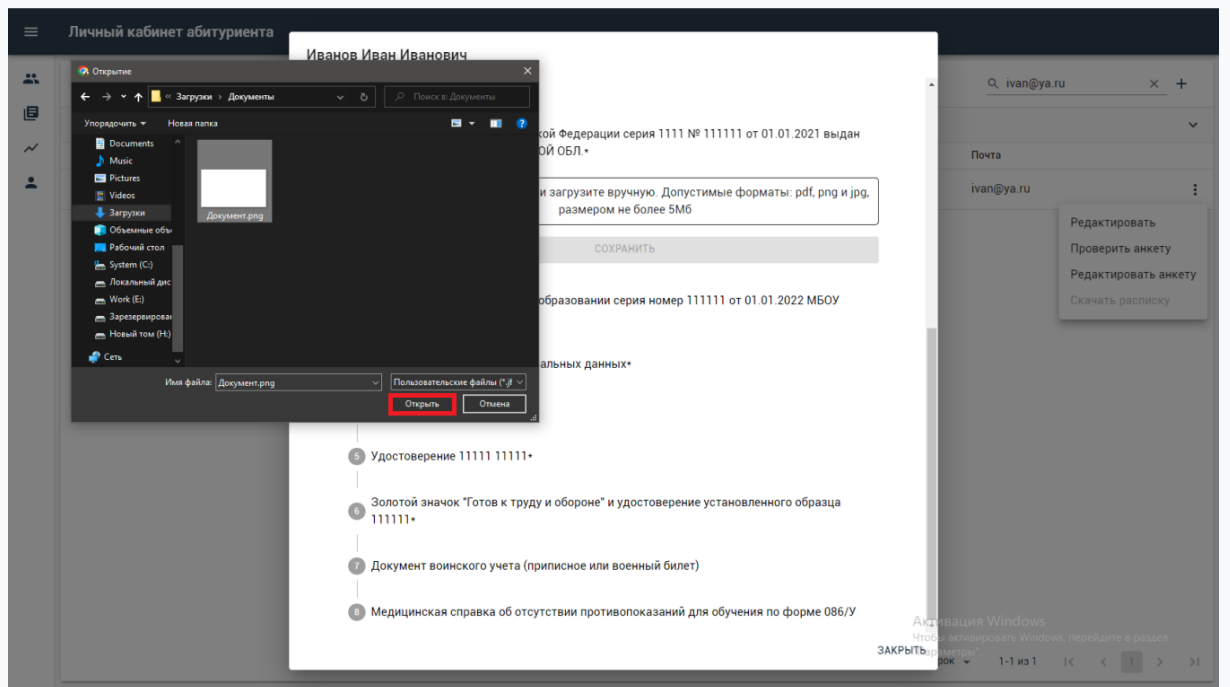 Личный кабинет абитуриента
Иванов Иван Иванович
Открытие
Загрузки › Документы
Поиск в: Документы
Упорядочить
Новая папка
Documents
Music
Pictures
Videos
Загрузки
Объемные объ
Рабочий стол
System (C:)
Локальный дис
Work (E:)
Зарезервирован
Новый том (H:)
Сеть
Документ.png
Имя файла:
Документ.png
Пользовательские файлы (*.jf
Открыть
Отмена
кой Федерации серия 1111 № 111111 от 01.01.2021 выдан
ОЙ ОБЛ.*
и загрузите вручную. Допустимые форматы: pdf, png и jpg,
размером не более 5Мб
СОХРАНИТЬ
образовании серия номер 111111 от 01.01.2022 МБОУ
альных данных*
5 Удостоверение 11111 11111*
6 Золотой значок "Готов к труду и обороне" и удостоверение установленного образца
111111*
7 Документ воинского учета (приписное или военный билет)
8 Медицинская справка об отсутствии противопоказаний для обучения по форме 086/У
ЗАКРЫТЬ
ivan@ya.ru
Почта
ivan@ya.ru
Редактировать
Проверить анкету
Редактировать анкету
Скачать расписку
Активация Windows
Чтобы активировать Windows, перейдите в раздел
"Параметры".
рок
1-1 из 1
1